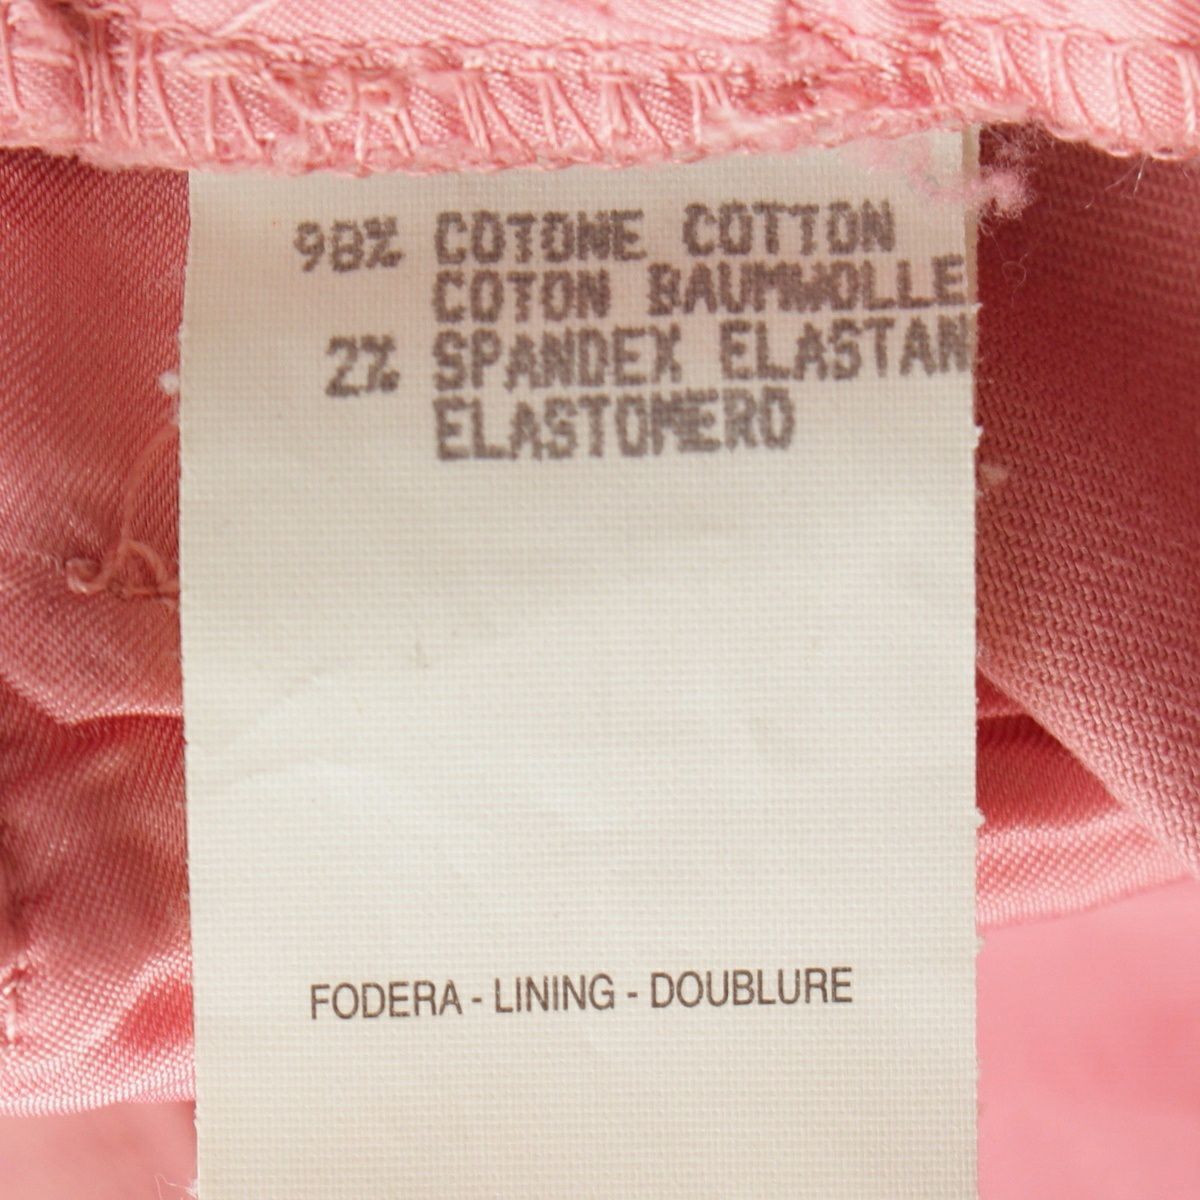 98% COTONE COTTON
COTON BAUMWOLLE
2% SPANDEX ELASTAN
ELASTOMERO
FODERA - LINING - DOUBLURE